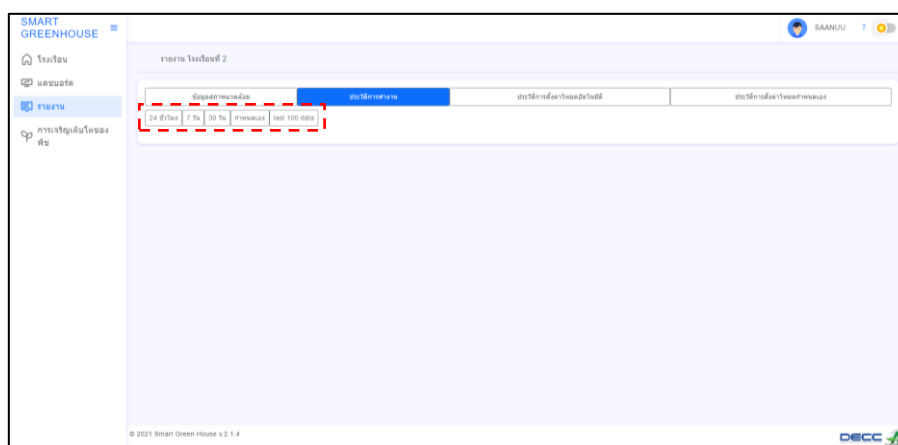 SMART
GREENHOUSE
SAANUU ?
โรงเรือน
แดชบอร์ด
รายงาน
การเจริญเติบโตของ
พืช
รายงาน โรงเรือนที่ 2
ข้อมูลสภาพแวดล้อม ประวัติการทำงาน ประวัติการตั้งค่าโหมดอัตโนมัติ ประวัติการตั้งค่าโหมดกำหนดเอง
24 ชั่วโมง 7 วัน 30 วัน กำหนดเอง last 100 data
© 2021 Smart Green House v.2.1.4
DECC